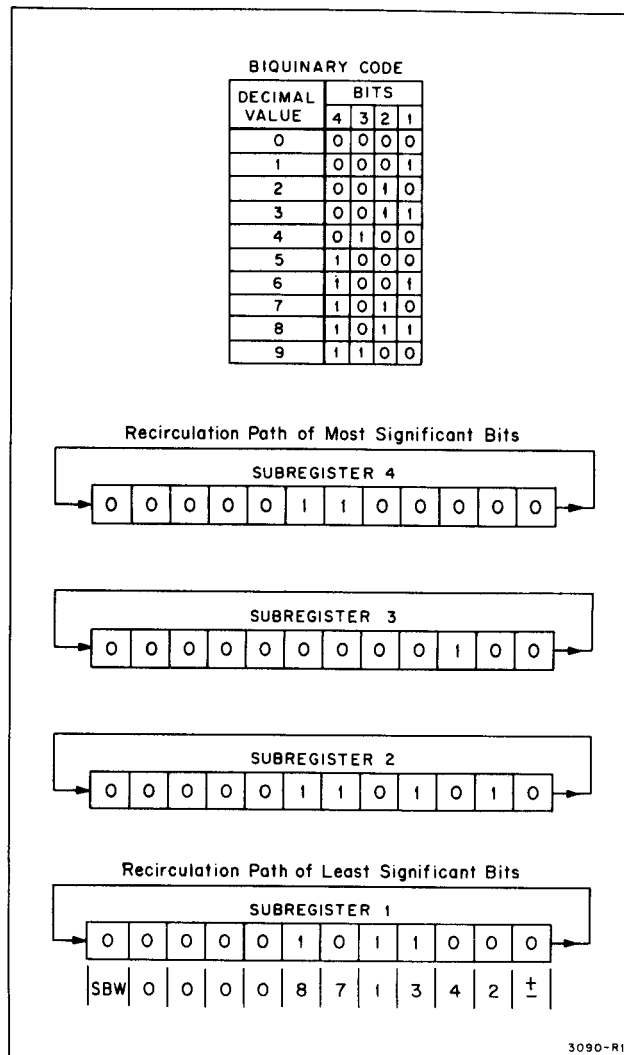 BIQUINARY CODE
DECIMAL VALUE BITS
4 3 2 1
0 0 0 0 0
1 0 0 0 1
2 0 0 1 0
3 0 0 1 1
4 0 1 0 0
5 1 0 0 0
6 1 0 0 1
7 1 0 1 0
8 1 0 1 1
9 1 1 0 0
Recirculation Path of Most Significant Bits
SUBREGISTER 4
0 0 0 0 0 1 1 0 0 0 0 0
SUBREGISTER 3
0 0 0 0 0 0 0 0 0 1 0 0
SUBREGISTER 2
0 0 0 0 0 1 1 0 1 0 1 0
Recirculation Path of Least Significant Bits
SUBREGISTER 1
0 0 0 0 0 1 0 1 1 0 0 0
SBW 0 0 0 0 8 7 1 3 4 2 ±
3090-R1